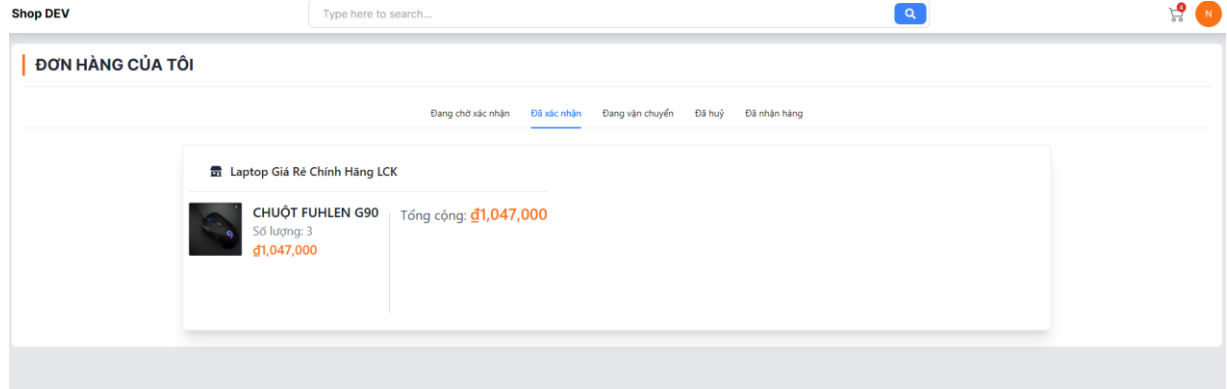 Shop DEV
Type here to search...
4
N
ĐƠN HÀNG CỦA TÔI
Đang chờ xác nhận Đã xác nhận Đang vận chuyển Đã huỷ Đã nhận hàng
Laptop Giá Rẻ Chính Hãng LCK
CHUỘT FUHLEN G90
Số lượng: 3
₫1,047,000
Tổng cộng: ₫1,047,000